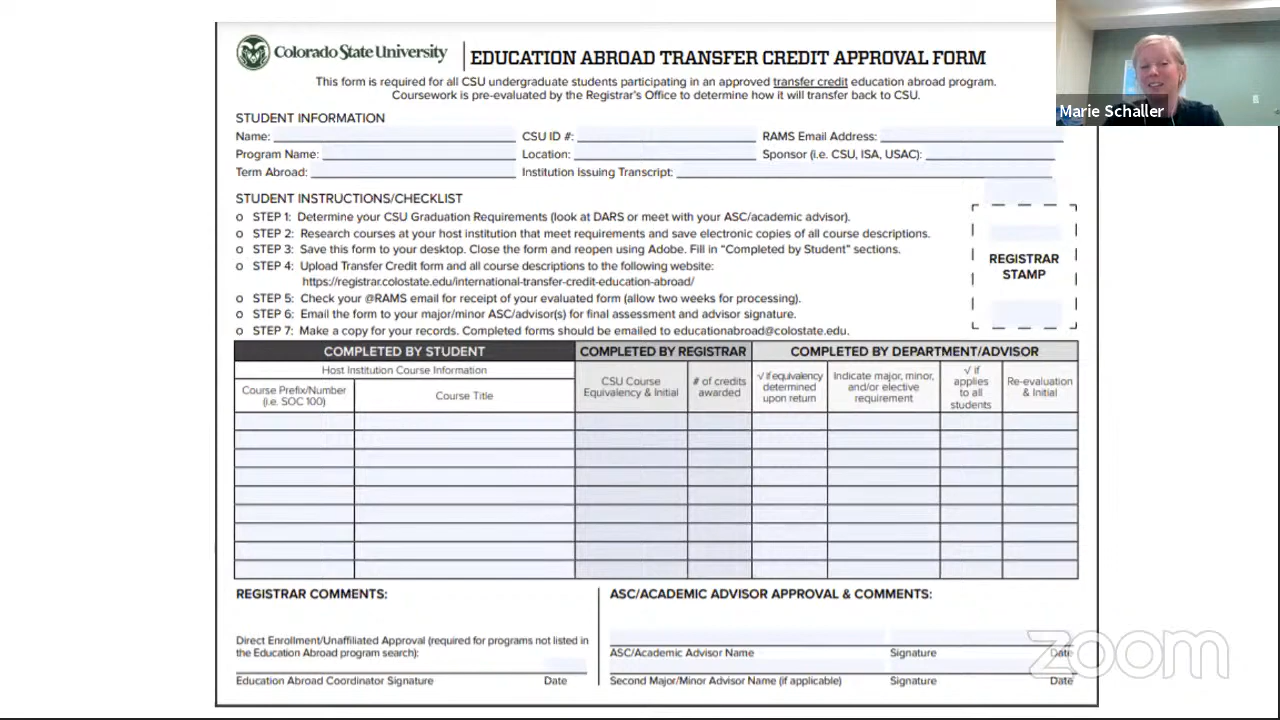 Colorado State University
EDUCATION ABROAD TRANSFER CREDIT APPROVAL FORM
This form is required for all CSU undergraduate students participating in an approved transfer credit education abroad program.
Coursework is pre-evaluated by the Registrar's Office to determine how it will transfer back to CSU.
Marie Schaller
STUDENT INFORMATION
Name: CSU ID #: RAMS Email Address:
Program Name: Location: Sponsor (i.e. CSU, ISA, USAC):
Term Abroad: Institution Issuing Transcript:
STUDENT INSTRUCTIONS/CHECKLIST
o STEP 1: Determine your CSU Graduation Requirements (look at DARS or meet with your ASC/academic advisor).
o STEP 2: Research courses at your host institution that meet requirements and save electronic copies of all course descriptions.
o STEP 3: Save this form to your desktop. Close the form and reopen using Adobe. Fill in "Completed by Student" sections.
o STEP 4: Upload Transfer Credit form and all course descriptions to the following website:
https://registrar.colostate.edu/international-transfer-credit-education-abroad/
o STEP 5: Check your @RAMS email for receipt of your evaluated form (allow two weeks for processing).
o STEP 6: Email the form to your major/minor ASC/advisor(s) for final assessment and advisor signature.
o STEP 7: Make a copy for your records. Completed forms should be emailed to educationabroad@colostate.edu.
REGISTRAR
STAMP
COMPLETED BY STUDENT
COMPLETED BY REGISTRAR
COMPLETED BY DEPARTMENT/ADVISOR
Host Institution Course Information
Course Prefix/Number
(i.e. SOC 100)
Course Title
CSU Course
Equivalency & Initial
# of credits
awarded
√ if equivalency
determined
upon return
Indicate major, minor,
and/or elective
requirement
√ if
applies
to all
students
Re-evaluation
& Initial
REGISTRAR COMMENTS:
Direct Enrollment/Unaffiliated Approval (required for programs not listed in
the Education Abroad program search):
Education Abroad Coordinator Signature Date
ASC/ACADEMIC ADVISOR APPROVAL & COMMENTS:
ASC/Academic Advisor Name Signature Date
Second Major/Minor Advisor Name (if applicable) Signature Date
zoom